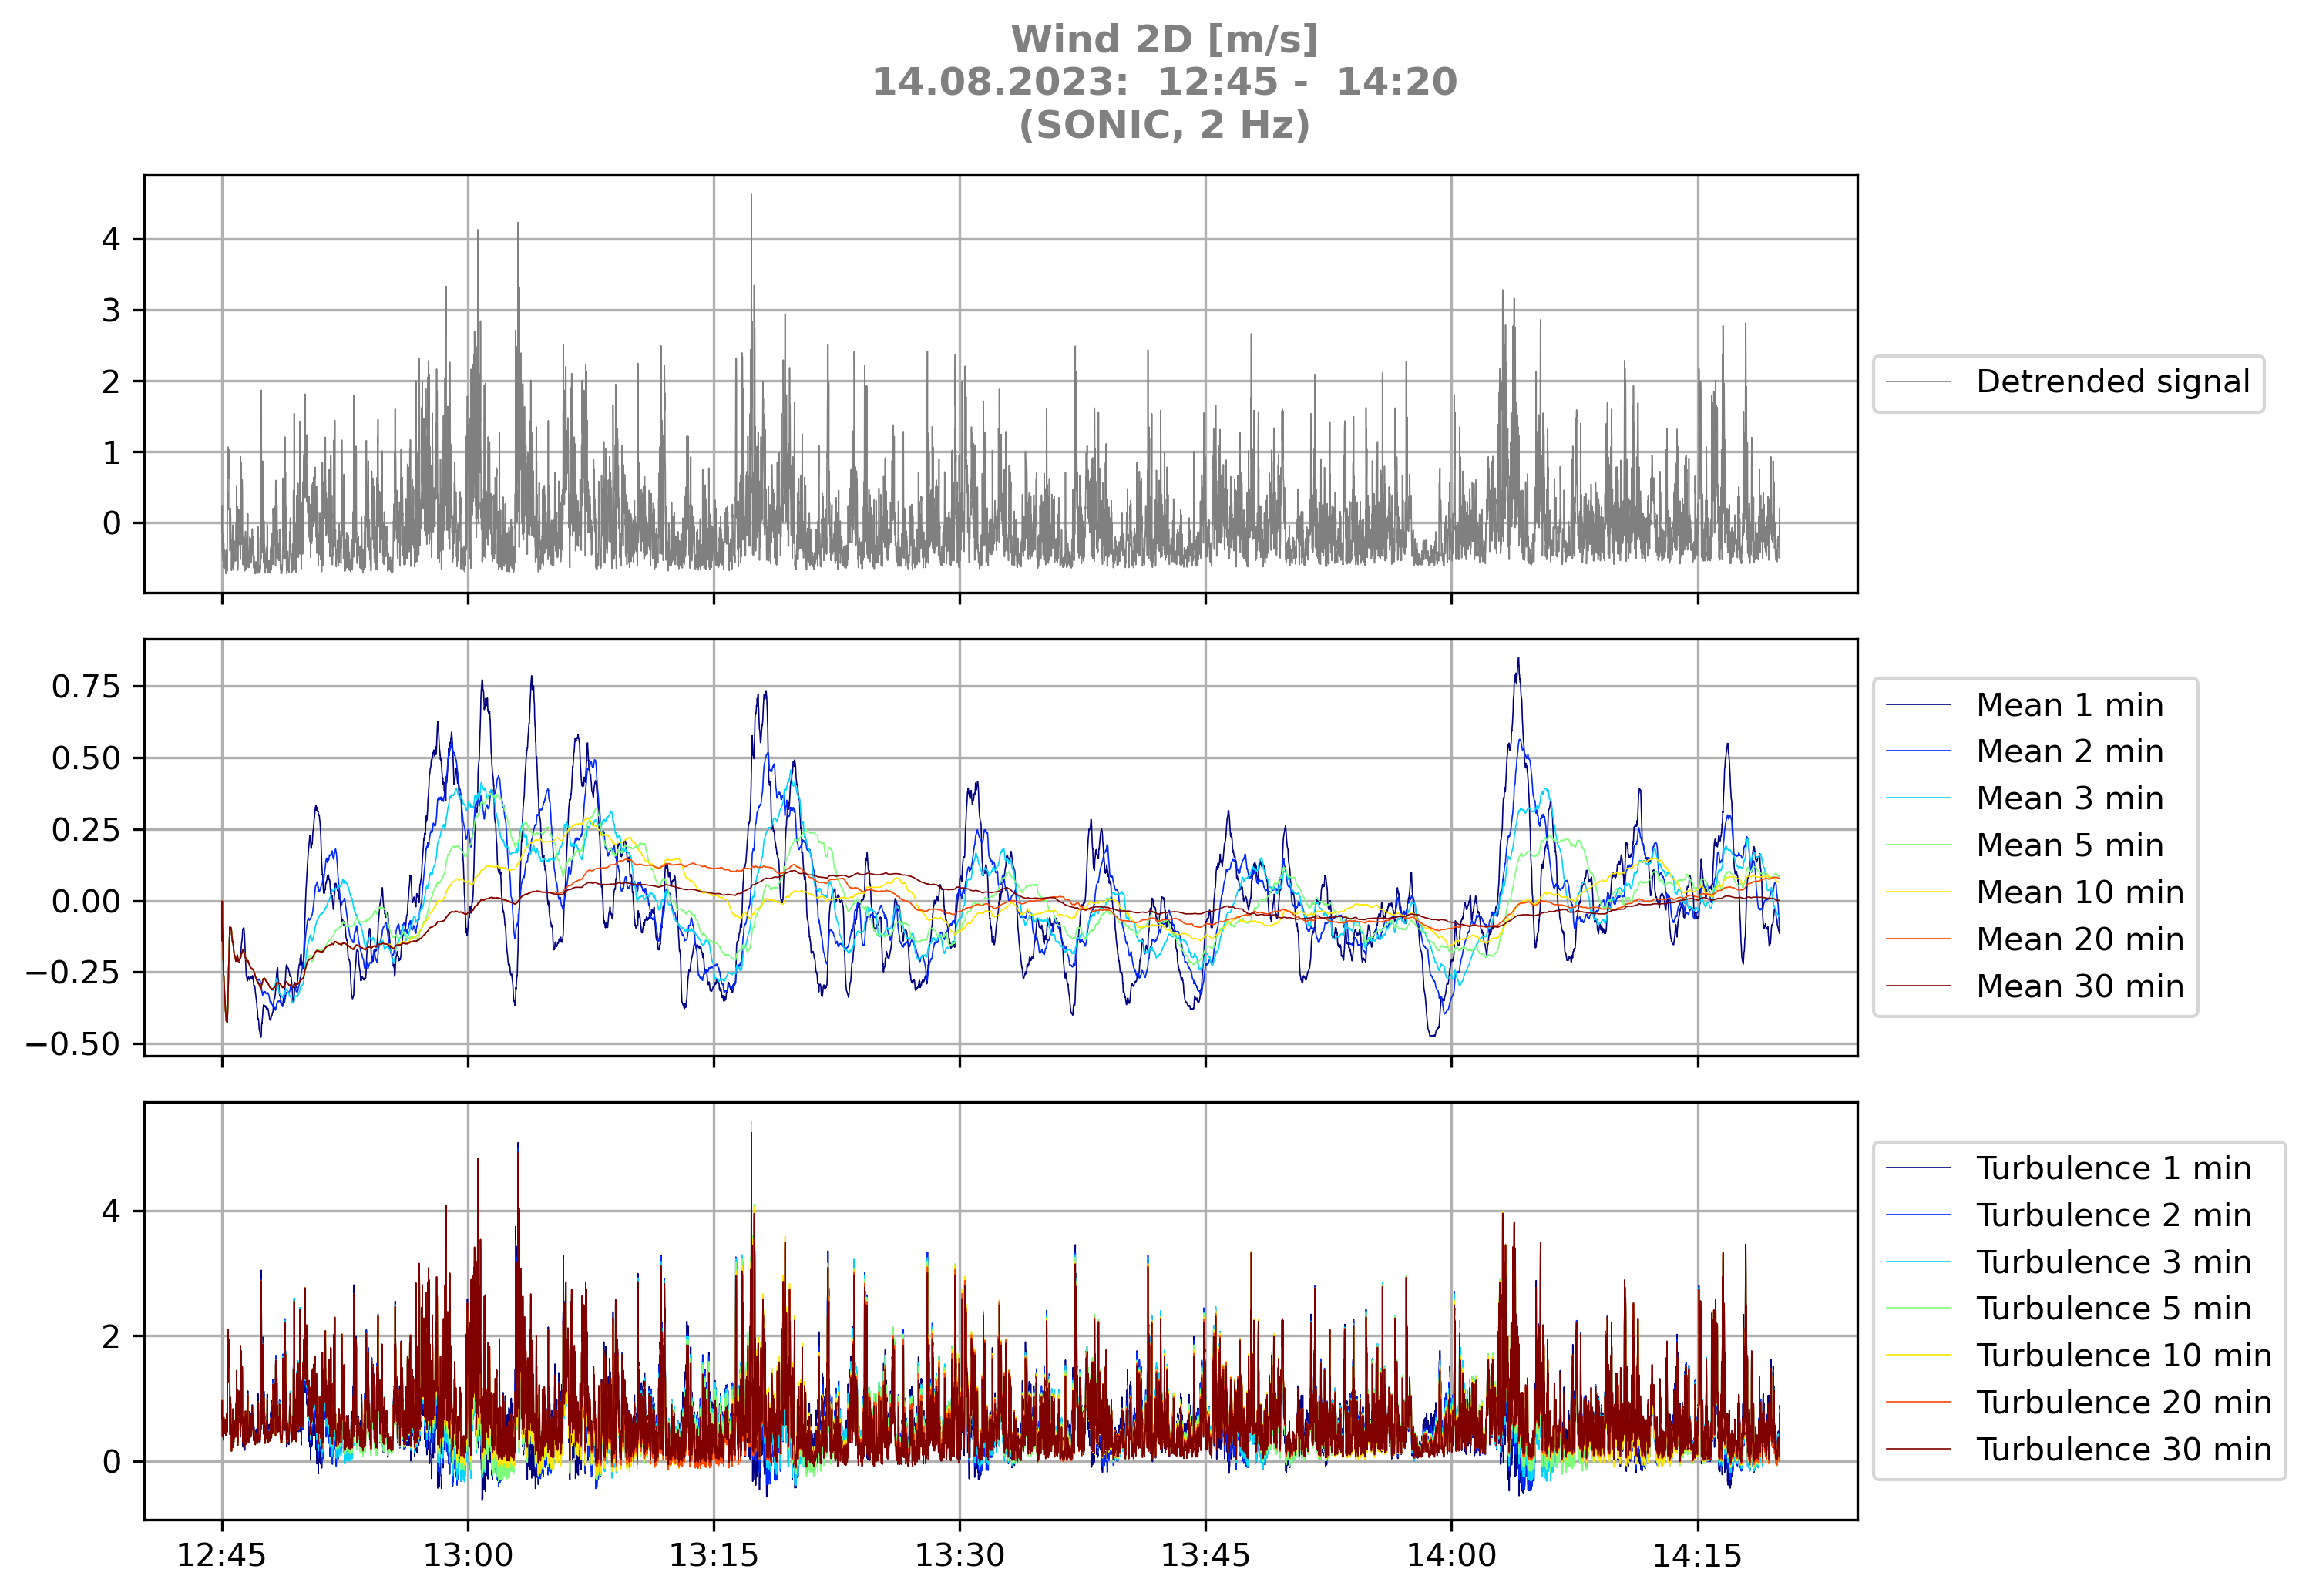 Wind 2D [m/s]
14.08.2023:  12:45 -  14:20
(SONIC, 2 Hz)
4
3
2
1
0
Detrended signal
0.75
0.50
0.25
0.00
−0.25
−0.50
Mean 1 min
Mean 2 min
Mean 3 min
Mean 5 min
Mean 10 min
Mean 20 min
Mean 30 min
4
2
0
Turbulence 1 min
Turbulence 2 min
Turbulence 3 min
Turbulence 5 min
Turbulence 10 min
Turbulence 20 min
Turbulence 30 min
12:45 13:00 13:15 13:30 13:45 14:00 14:15